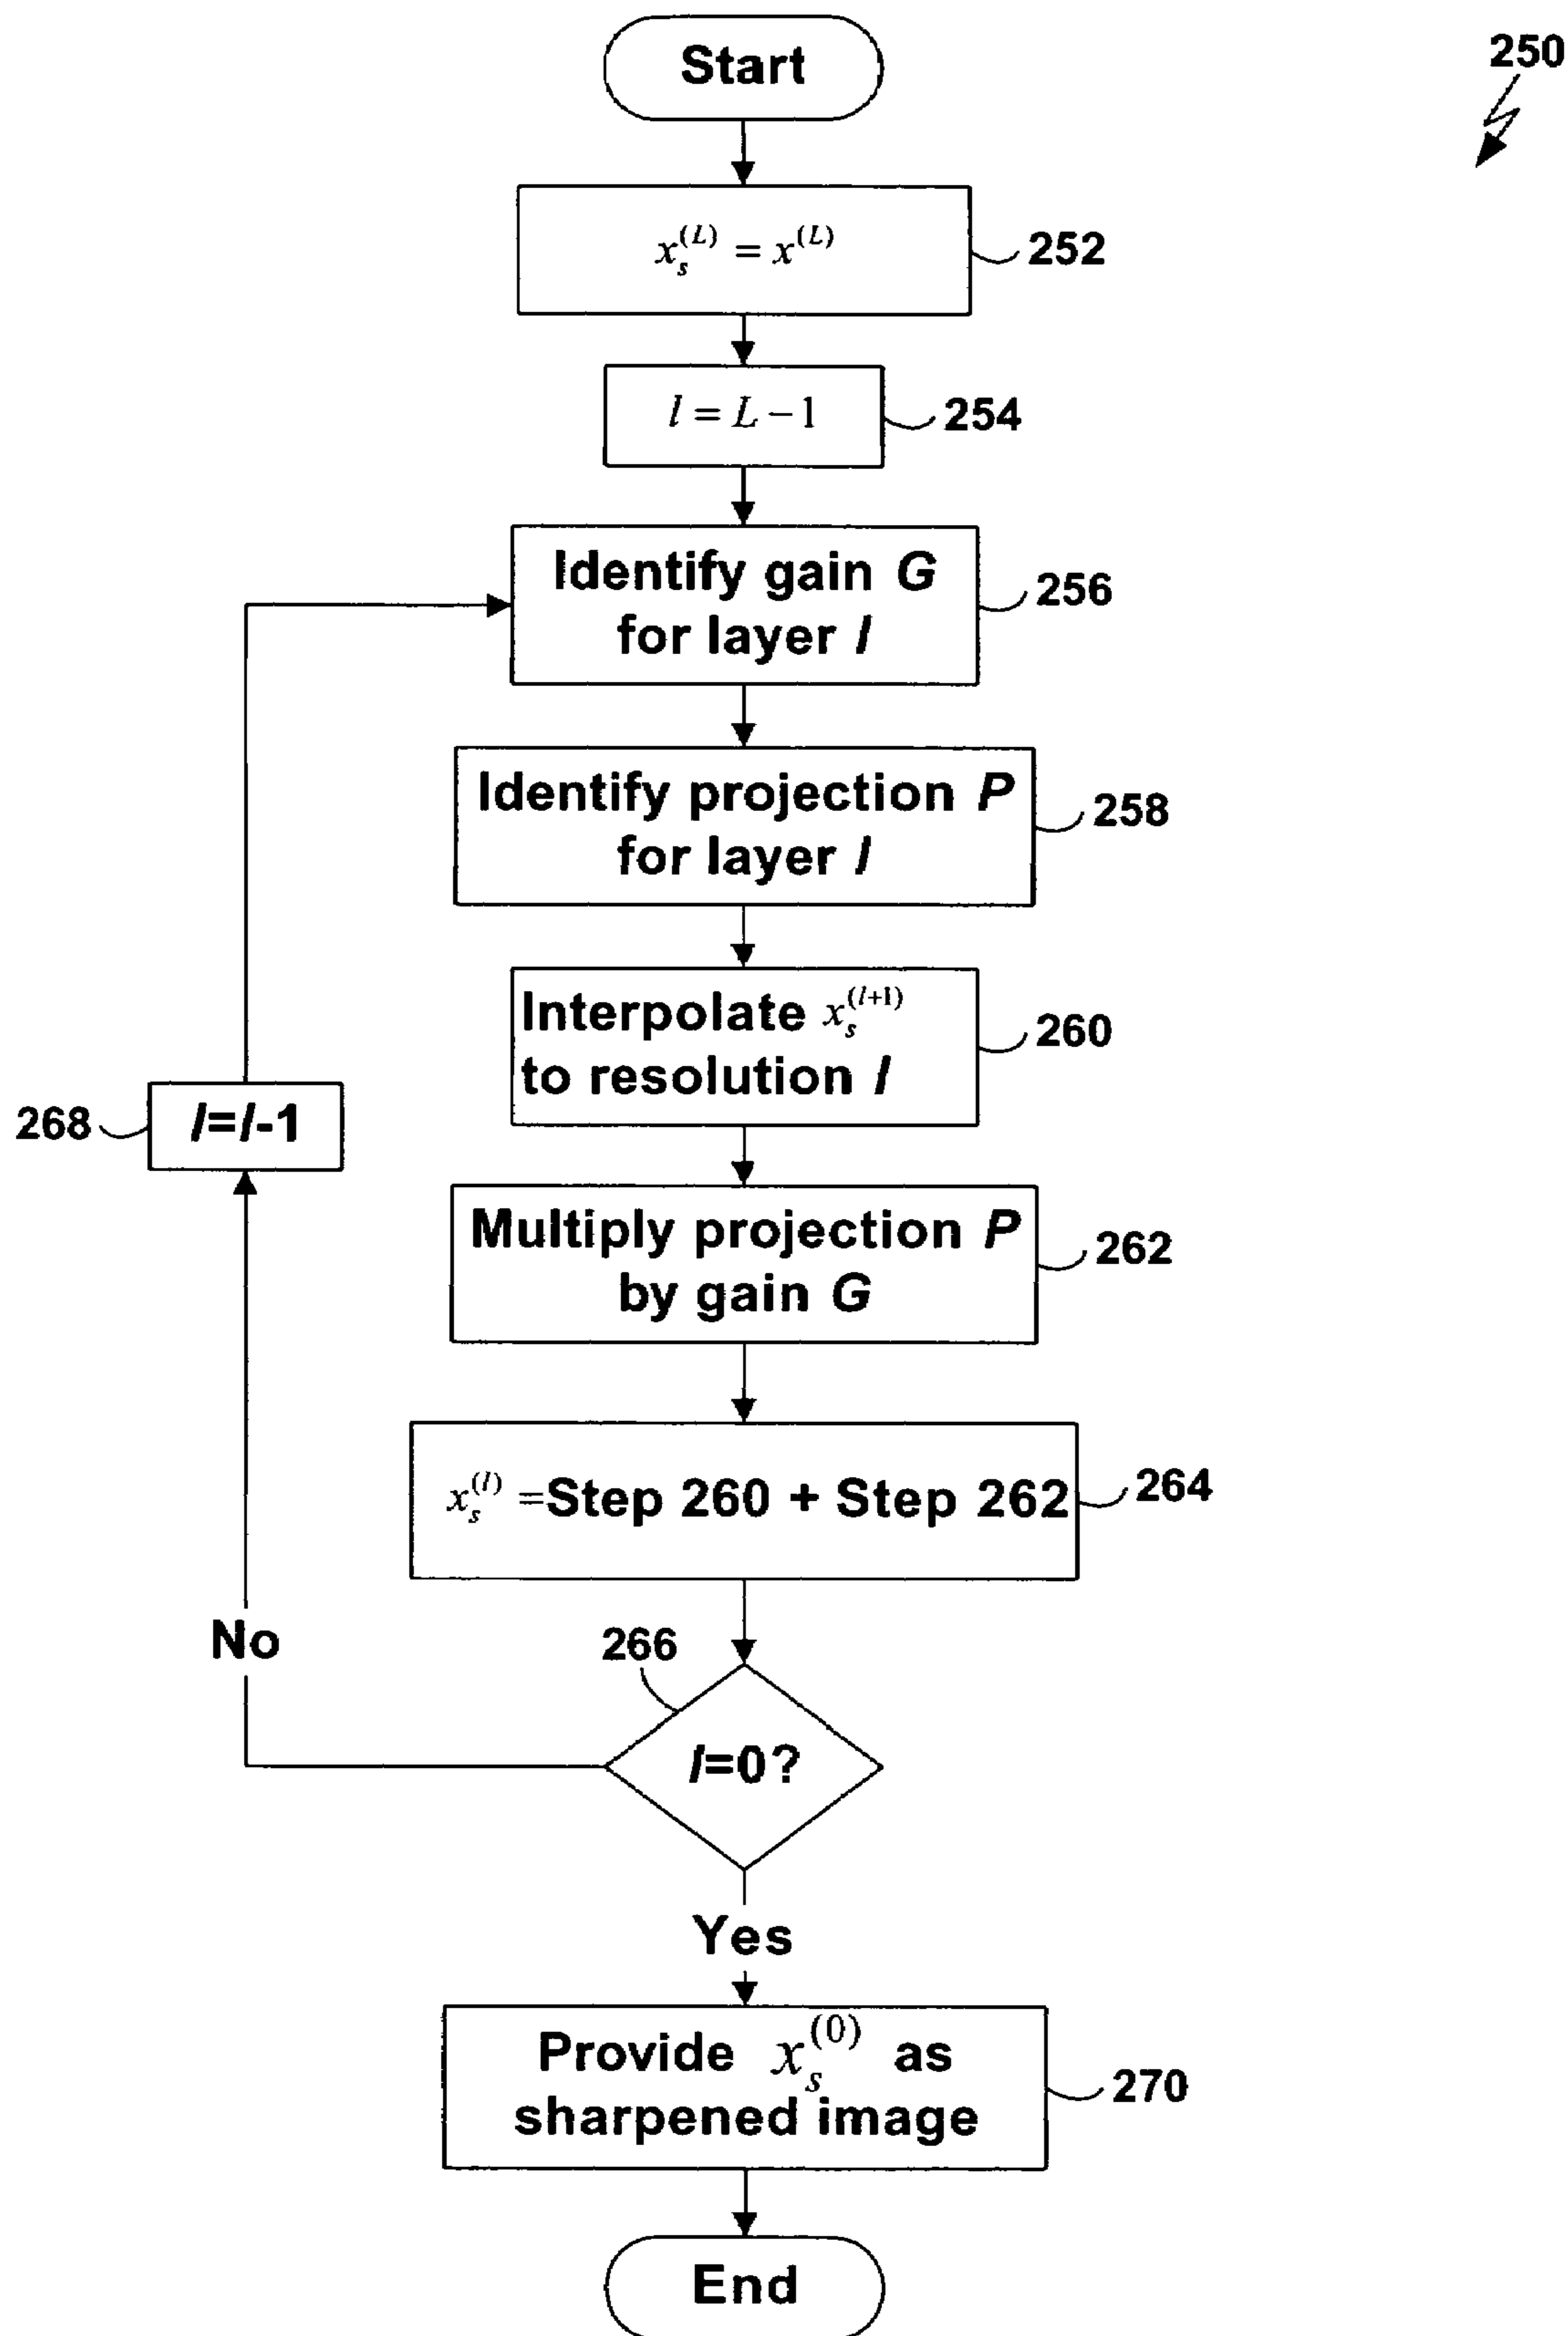 Start
250
x_s^{(L)} = x^{(L)}
252
l = L − 1
254
Identify gain G
for layer l
256
Identify projection P
for layer l
258
Interpolate x_s^{(l+1)}
to resolution l
260
268
l=l-1
Multiply projection P
by gain G
262
x_s^{(l)} =Step 260 + Step 262
264
No
266
l=0?
Yes
Provide x_s^{(0)} as
sharpened image
270
End